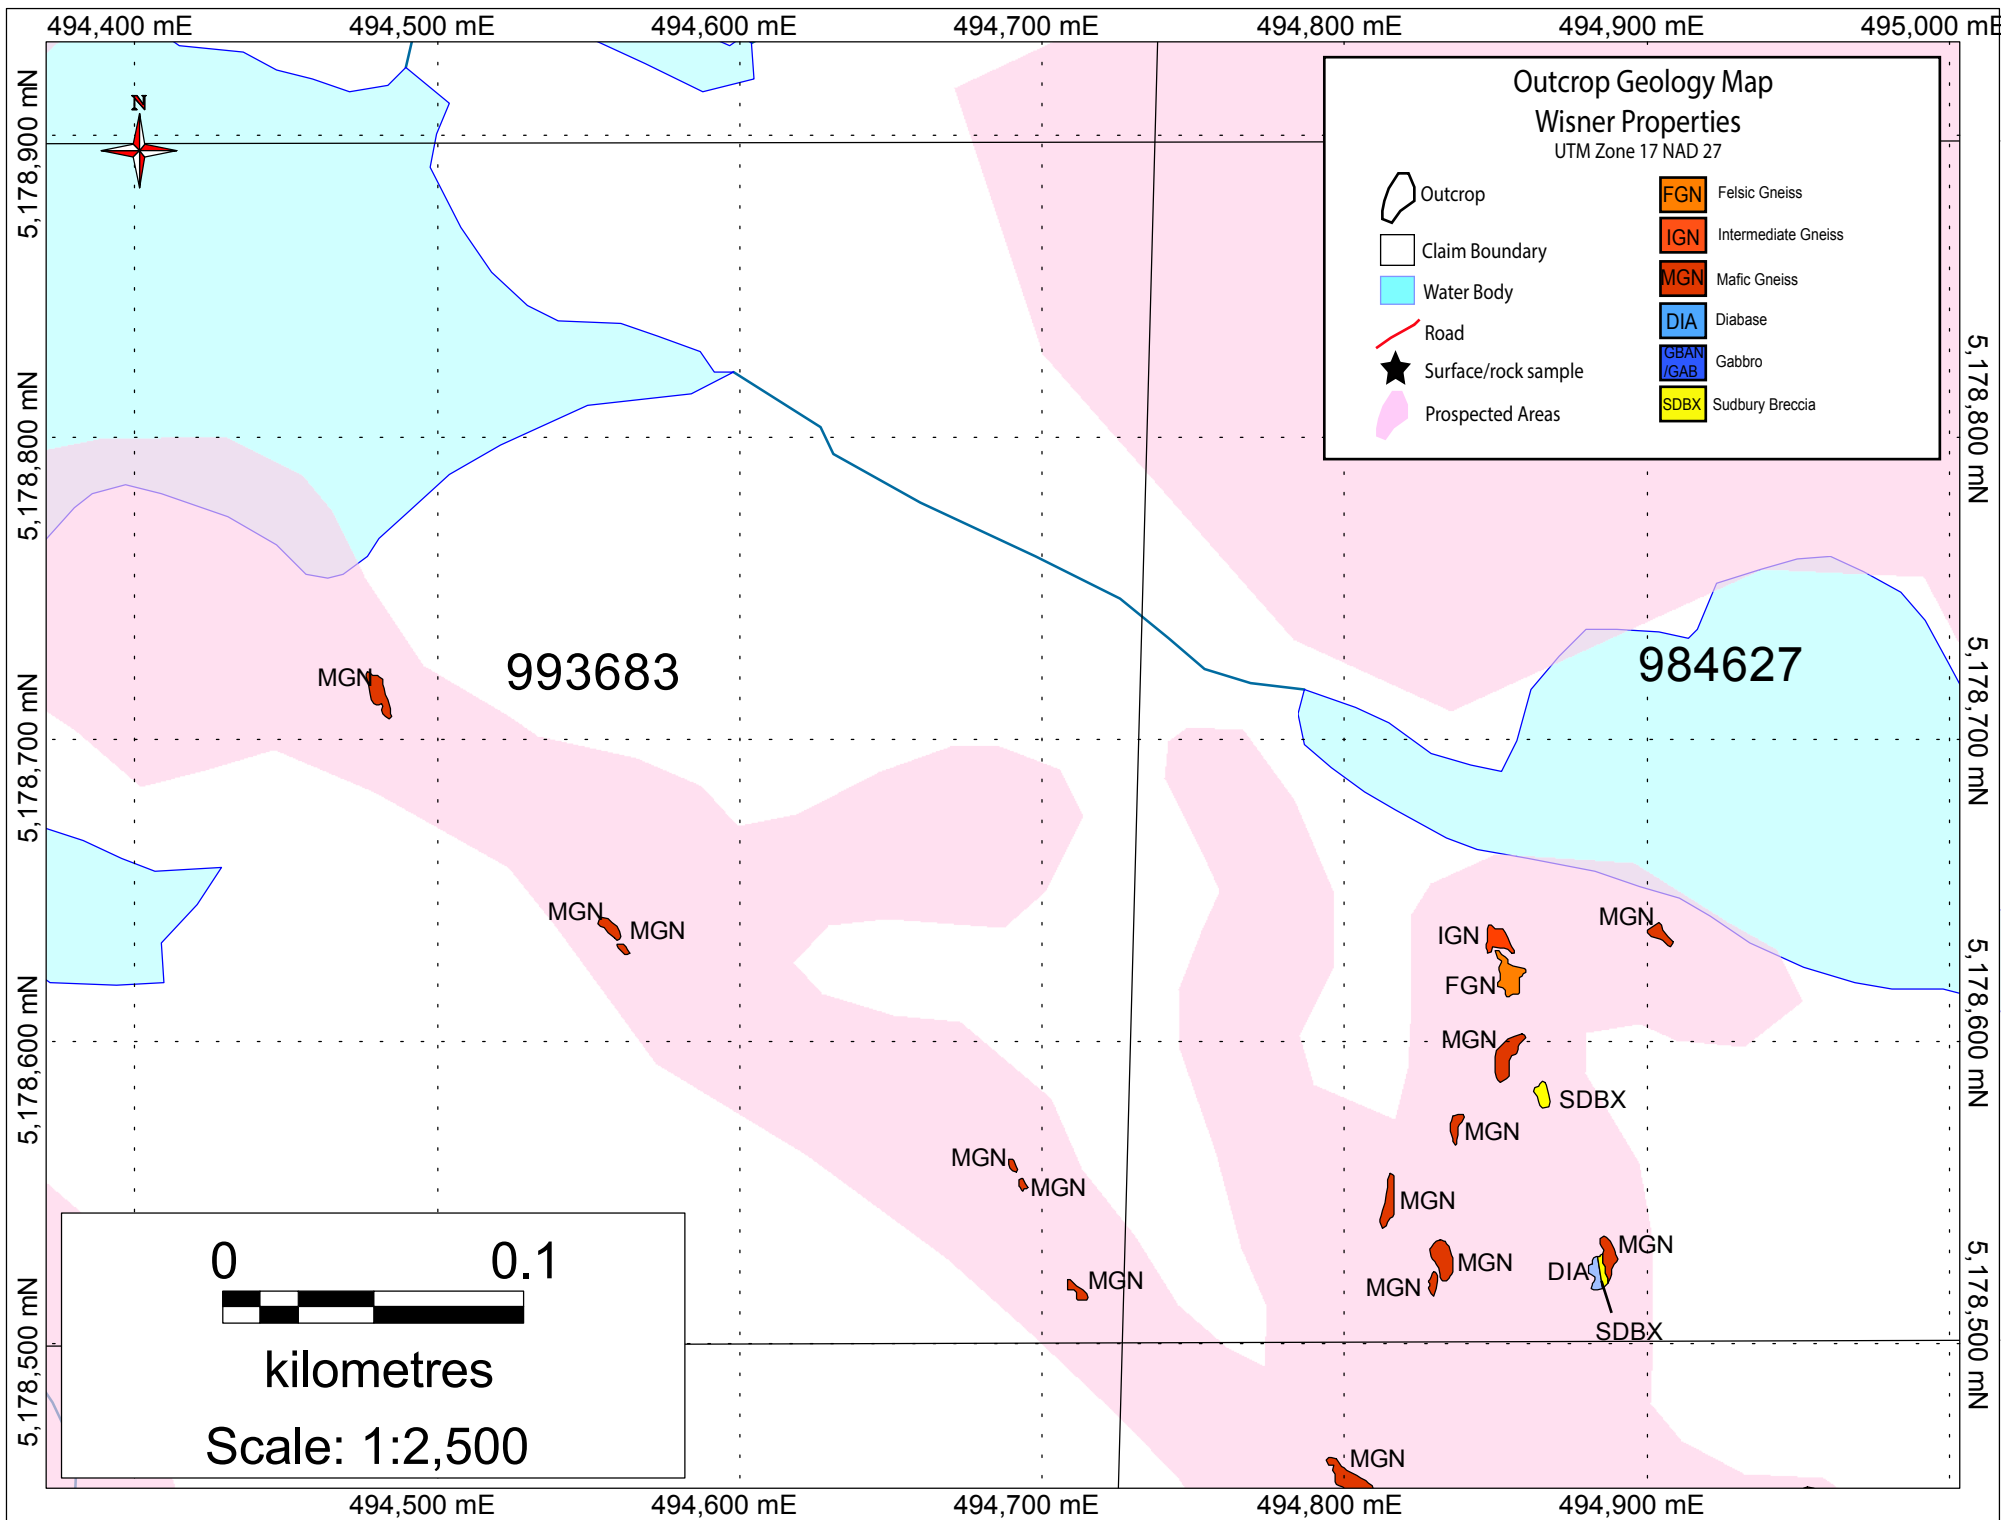 494,400 mE 494,500 mE 494,600 mE 494,700 mE 494,800 mE 494,900 mE 495,000 mE
5,178,900 mN
5,178,800 mN
5,178,700 mN
5,178,600 mN
5,178,500 mN
N
Outcrop Geology Map
Wisner Properties
UTM Zone 17 NAD 27
Outcrop
Claim Boundary
Water Body
Road
Surface/rock sample
Prospected Areas
FGN Felsic Gneiss
IGN Intermediate Gneiss
MGN Mafic Gneiss
DIA Diabase
GBAN
/GAB Gabbro
SDBX Sudbury Breccia
5,178,800 mN
5,178,700 mN
5,178,600 mN
5,178,500 mN
993683
984627
MGN
MGN
MGN
MGN
IGN
FGN
MGN
SDBX
MGN
MGN
MGN
MGN
MGN
MGN
MGN
MGN
DIA
SDBX
MGN
MGN
0 0.1
kilometres
Scale: 1:2,500
494,500 mE 494,600 mE 494,700 mE 494,800 mE 494,900 mE